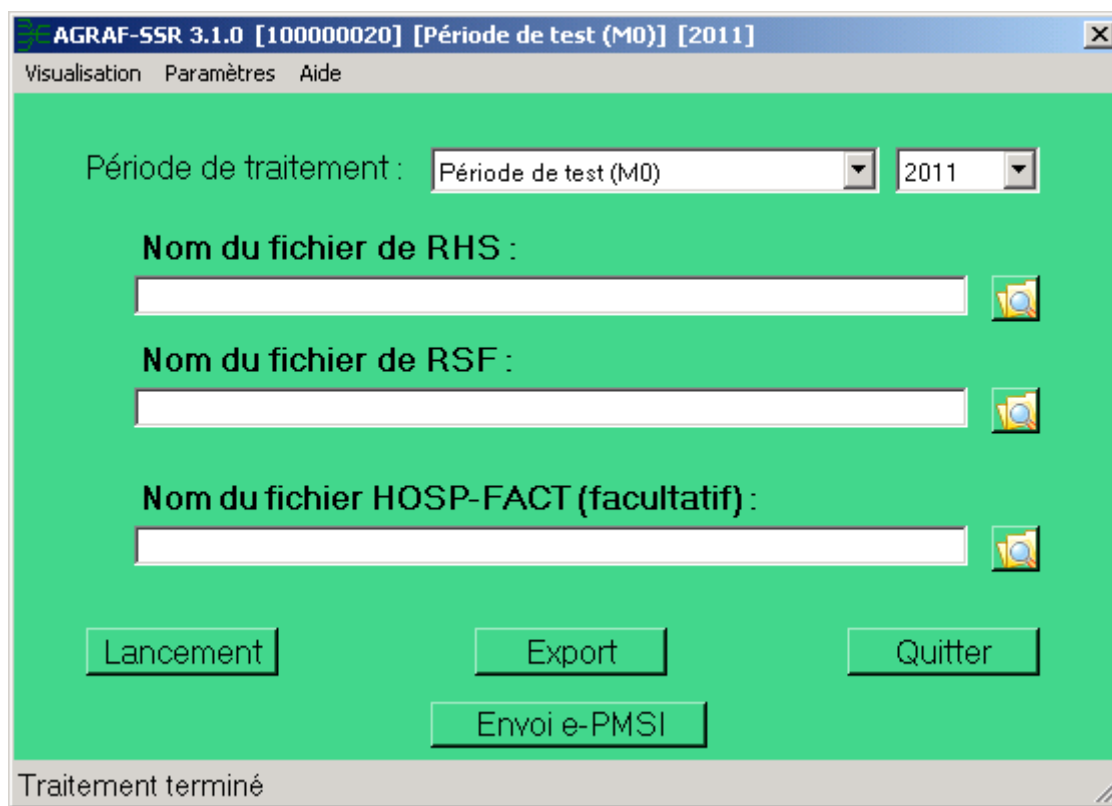 AGRAF-SSR 3.1.0 [100000020] [Période de test (M0)] [2011]
Visualisation Paramètres Aide
Période de traitement : Période de test (M0) 2011
Nom du fichier de RHS :
Nom du fichier de RSF :
Nom du fichier HOSP-FACT (facultatif) :
Lancement Export Quitter
Envoi e-PMSI
Traitement terminé